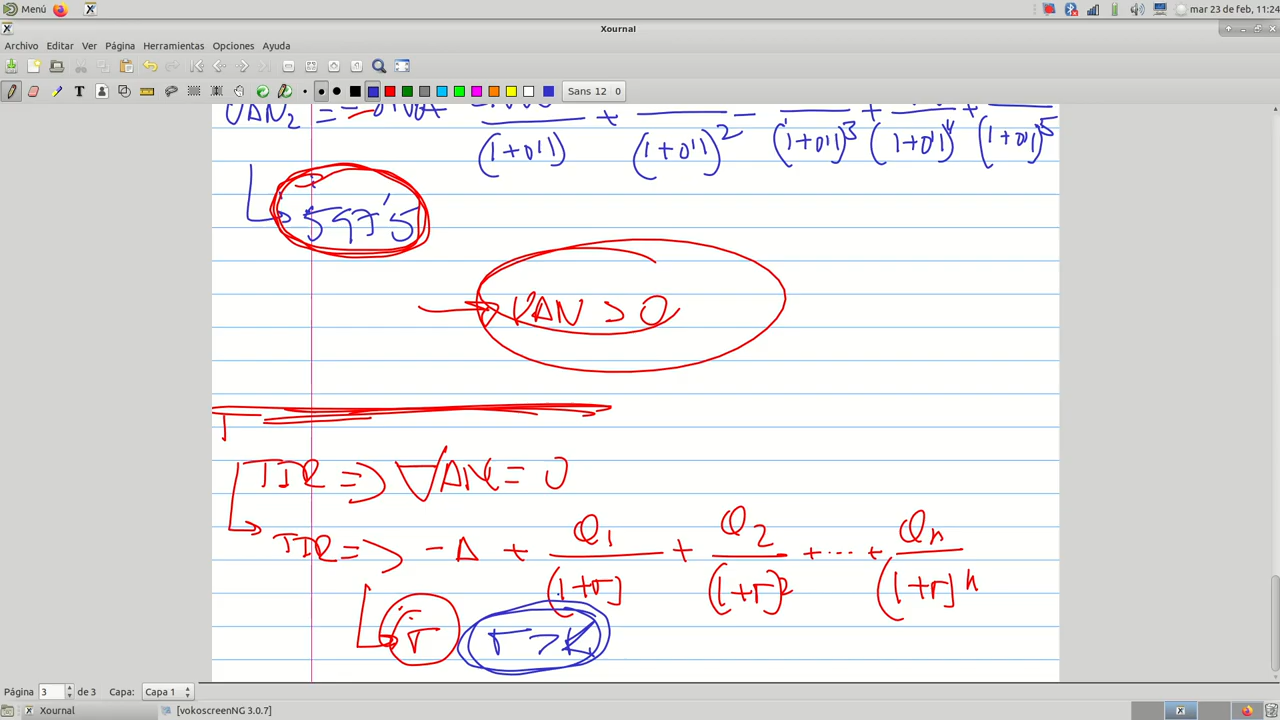 Menú
mar 23 de feb, 11:24
Xournal
Archivo Editar Ver Página Herramientas Opciones Ayuda
Sans 12 0
VAN2 =
(1+0'1) + (1+0'1)2 (1+0'1)3 + (1+0'1)4 + (1+0'1)5
597'5
VAN > 0
TIR => VAN = 0
TIR => - A + Q1 / (1+r) + Q2 / (1+r)2 + ... + Qn / (1+r)n
r r > K
Página 3 de 3 Capa: Capa 1
Xournal [vokoscreenNG 3.0.7]